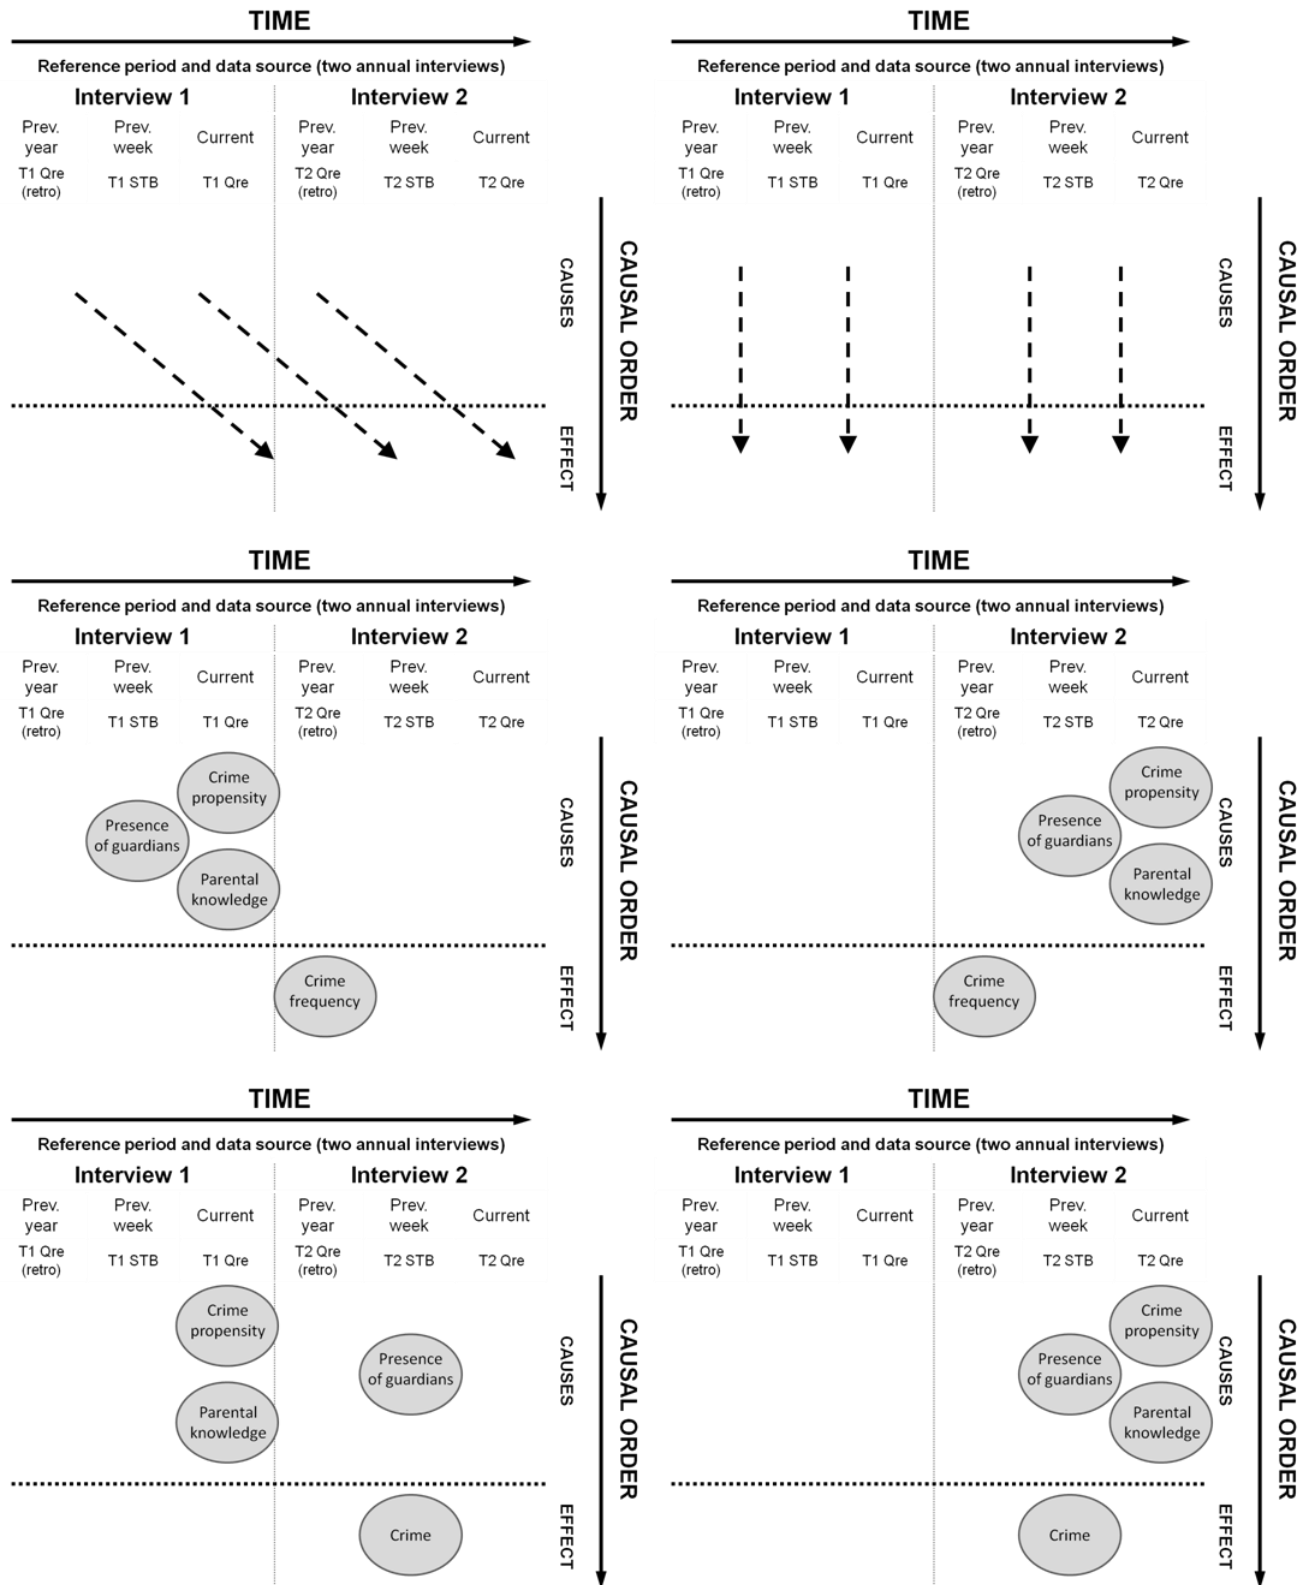 TIME
Reference period and data source (two annual interviews)
Interview 1 Interview 2
Prev. Prev. Current Prev. Prev. Current
year week year week
T1 Qre T1 STB T1 Qre T2 Qre T2 STB T2 Qre
(retro) (retro)
CAUSES
EFFECT
CAUSAL ORDER
TIME
Reference period and data source (two annual interviews)
Interview 1 Interview 2
Prev. Prev. Current Prev. Prev. Current
year week year week
T1 Qre T1 STB T1 Qre T2 Qre T2 STB T2 Qre
(retro) (retro)
CAUSES
EFFECT
CAUSAL ORDER
TIME
Reference period and data source (two annual interviews)
Interview 1 Interview 2
Prev. Prev. Current Prev. Prev. Current
year week year week
T1 Qre T1 STB T1 Qre T2 Qre T2 STB T2 Qre
(retro) (retro)
Crime
propensity
Presence
of guardians
Parental
knowledge
Crime
frequency
CAUSES
EFFECT
CAUSAL ORDER
TIME
Reference period and data source (two annual interviews)
Interview 1 Interview 2
Prev. Prev. Current Prev. Prev. Current
year week year week
T1 Qre T1 STB T1 Qre T2 Qre T2 STB T2 Qre
(retro) (retro)
Crime
propensity
Presence
of guardians
Parental
knowledge
Crime
frequency
CAUSES
EFFECT
CAUSAL ORDER
TIME
Reference period and data source (two annual interviews)
Interview 1 Interview 2
Prev. Prev. Current Prev. Prev. Current
year week year week
T1 Qre T1 STB T1 Qre T2 Qre T2 STB T2 Qre
(retro) (retro)
Crime
propensity
Presence
of guardians
Parental
knowledge
Crime
CAUSES
EFFECT
CAUSAL ORDER
TIME
Reference period and data source (two annual interviews)
Interview 1 Interview 2
Prev. Prev. Current Prev. Prev. Current
year week year week
T1 Qre T1 STB T1 Qre T2 Qre T2 STB T2 Qre
(retro) (retro)
Crime
propensity
Presence
of guardians
Parental
knowledge
Crime
CAUSES
EFFECT
CAUSAL ORDER